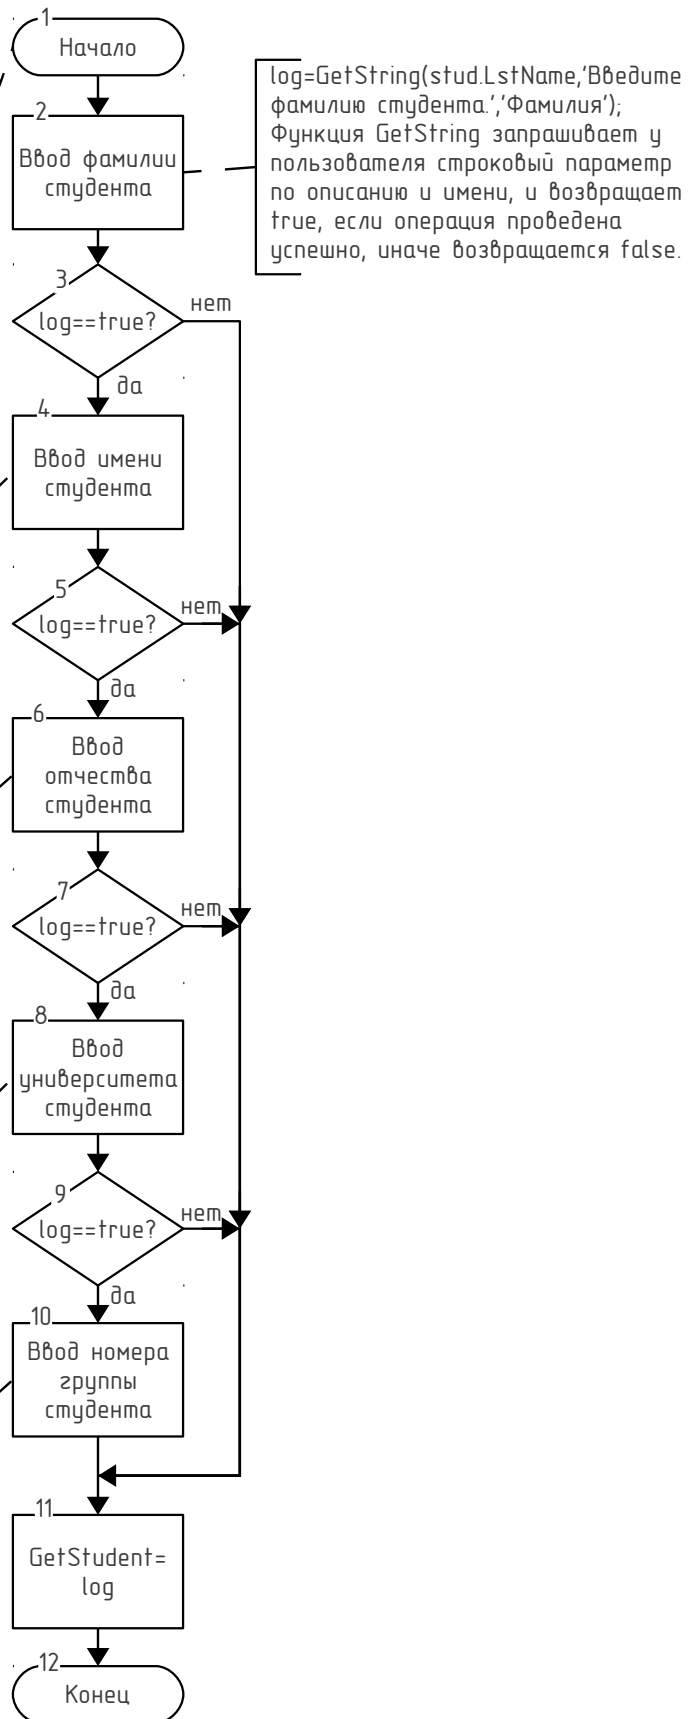 1
Начало
log=GetString(stud.LstName,'Введите
фамилию студента.','Фамилия');
Функция GetString запрашивает у
пользователя строковый параметр
по описанию и имени, и возвращает
true, если операция проведена
успешно, иначе возвращается false.
2
Ввод фамилии
студента
3
log==true?
нет
да
4
Ввод имени
студента
5
log==true?
нет
да
6
Ввод
отчества
студента
7
log==true?
нет
да
8
Ввод
университета
студента
9
log==true?
нет
да
10
Ввод номера
группы
студента
11
GetStudent=
log
12
Конец